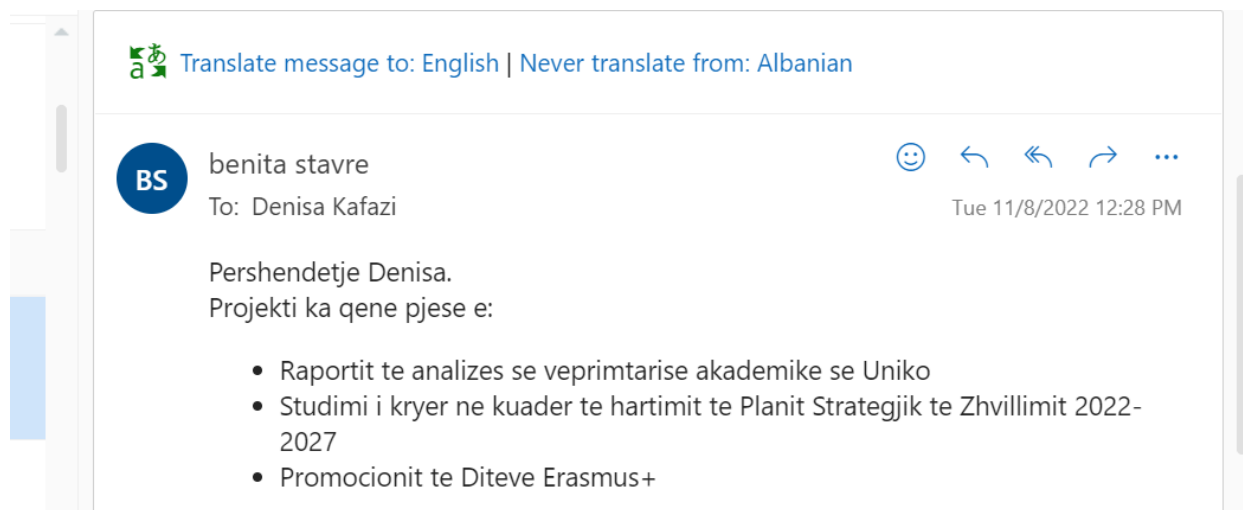 Translate message to: English | Never translate from: Albanian
BS
benita stavre
To: Denisa Kafazi
Tue 11/8/2022 12:28 PM
Pershendetje Denisa.
Projekti ka qene pjese e:
• Raportit te analizes se veprimtarise akademike se Uniko
• Studimi i kryer ne kuader te hartimit te Planit Strategjik te Zhvillimit 2022-
2027
• Promocionit te Diteve Erasmus+